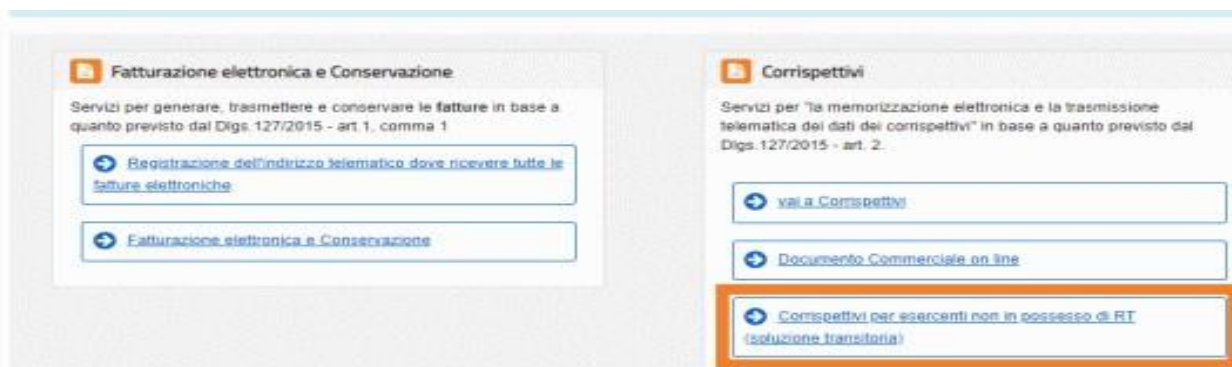 Fatturazione elettronica e Conservazione
Servizi per generare, trasmettere e conservare le fatture in base a
quanto previsto dal Dlgs. 127/2015 - art.1, comma 1
Registrazione dell'indirizzo telematico dove ricevere tutte le
fatture elettroniche
Fatturazione elettronica e Conservazione
Corrispettivi
Servizi per "la memorizzazione elettronica e la trasmissione
telematica dei dati dei corrispettivi" in base a quanto previsto dal
Dlgs.127/2015 - art. 2.
vai a Corrispettivi
Documento Commerciale on line
Corrispettivi per esercenti non in possesso di RT
(soluzione transitoria)